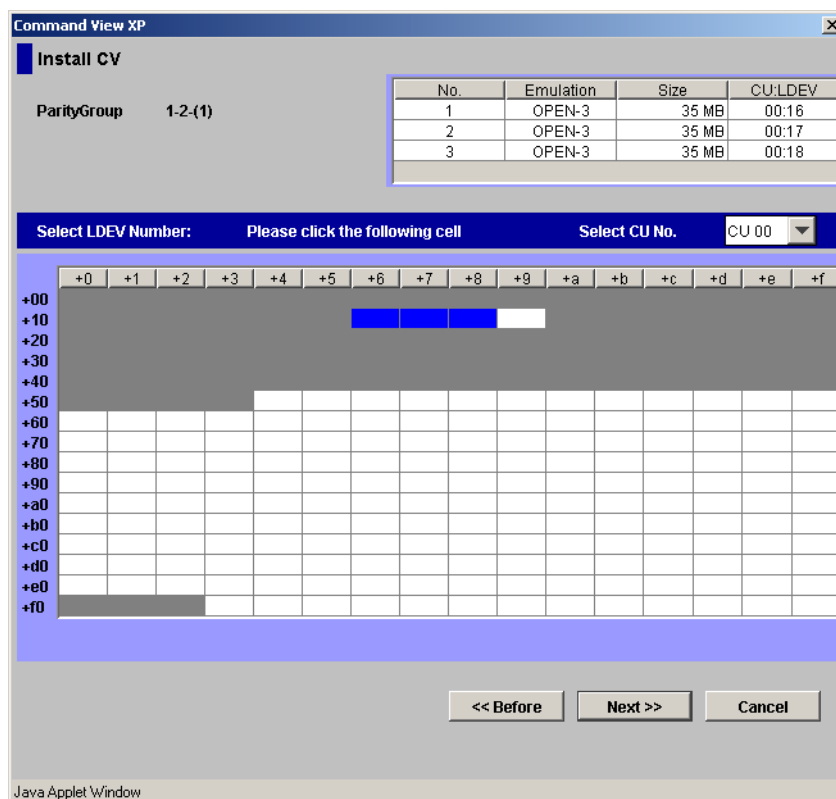 Command View XP
Install CV
ParityGroup 1-2-(1)
No. Emulation Size CU:LDEV
1 OPEN-3 35 MB 00:16
2 OPEN-3 35 MB 00:17
3 OPEN-3 35 MB 00:18
Select LDEV Number: Please click the following cell Select CU No. CU 00
+0 +1 +2 +3 +4 +5 +6 +7 +8 +9 +a +b +c +d +e +f
+00
+10
+20
+30
+40
+50
+60
+70
+80
+90
+a0
+b0
+c0
+d0
+e0
+f0
<< Before Next >> Cancel
Java Applet Window